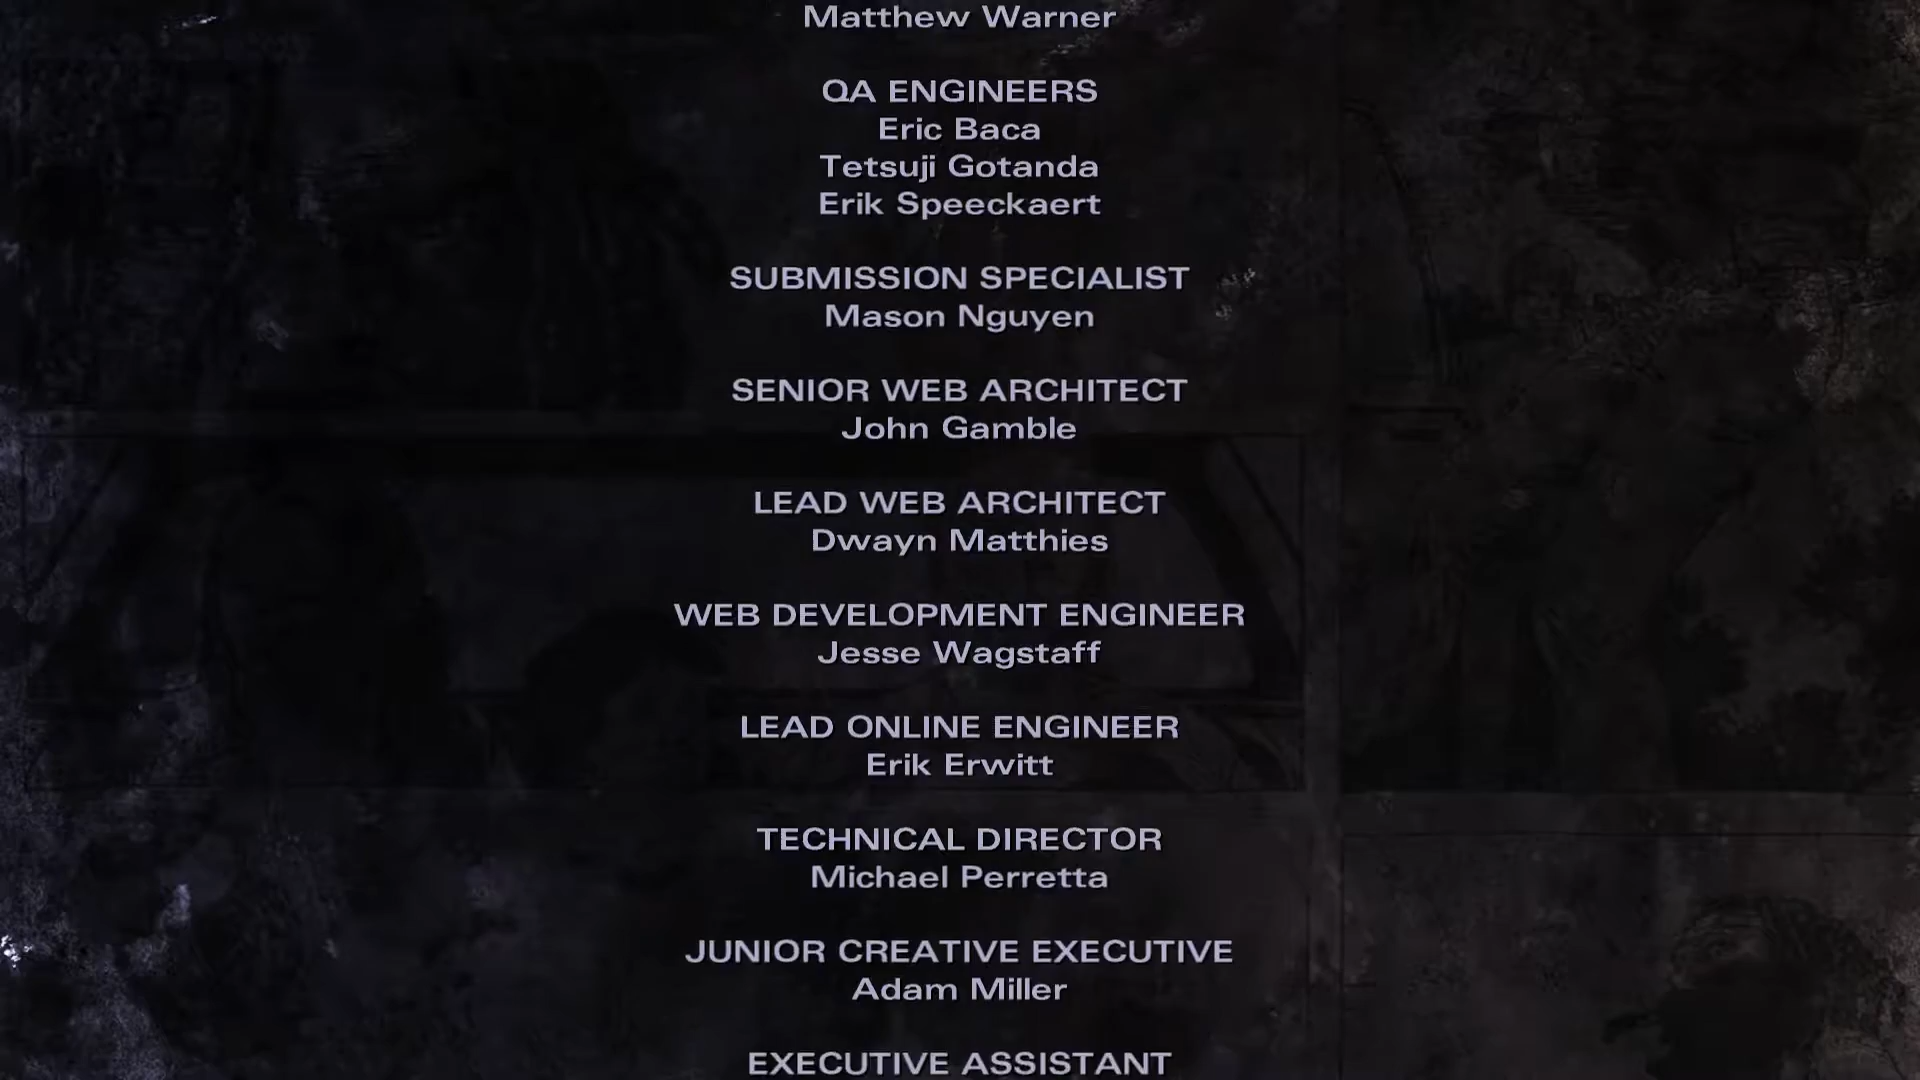 Matthew Warner
QA ENGINEERS
Eric Baca
Tetsuji Gotanda
Erik Speeckaert
SUBMISSION SPECIALIST
Mason Nguyen
SENIOR WEB ARCHITECT
John Gamble
LEAD WEB ARCHITECT
Dwayn Matthies
WEB DEVELOPMENT ENGINEER
Jesse Wagstaff
LEAD ONLINE ENGINEER
Erik Erwitt
TECHNICAL DIRECTOR
Michael Perretta
JUNIOR CREATIVE EXECUTIVE
Adam Miller
EXECUTIVE ASSISTANT